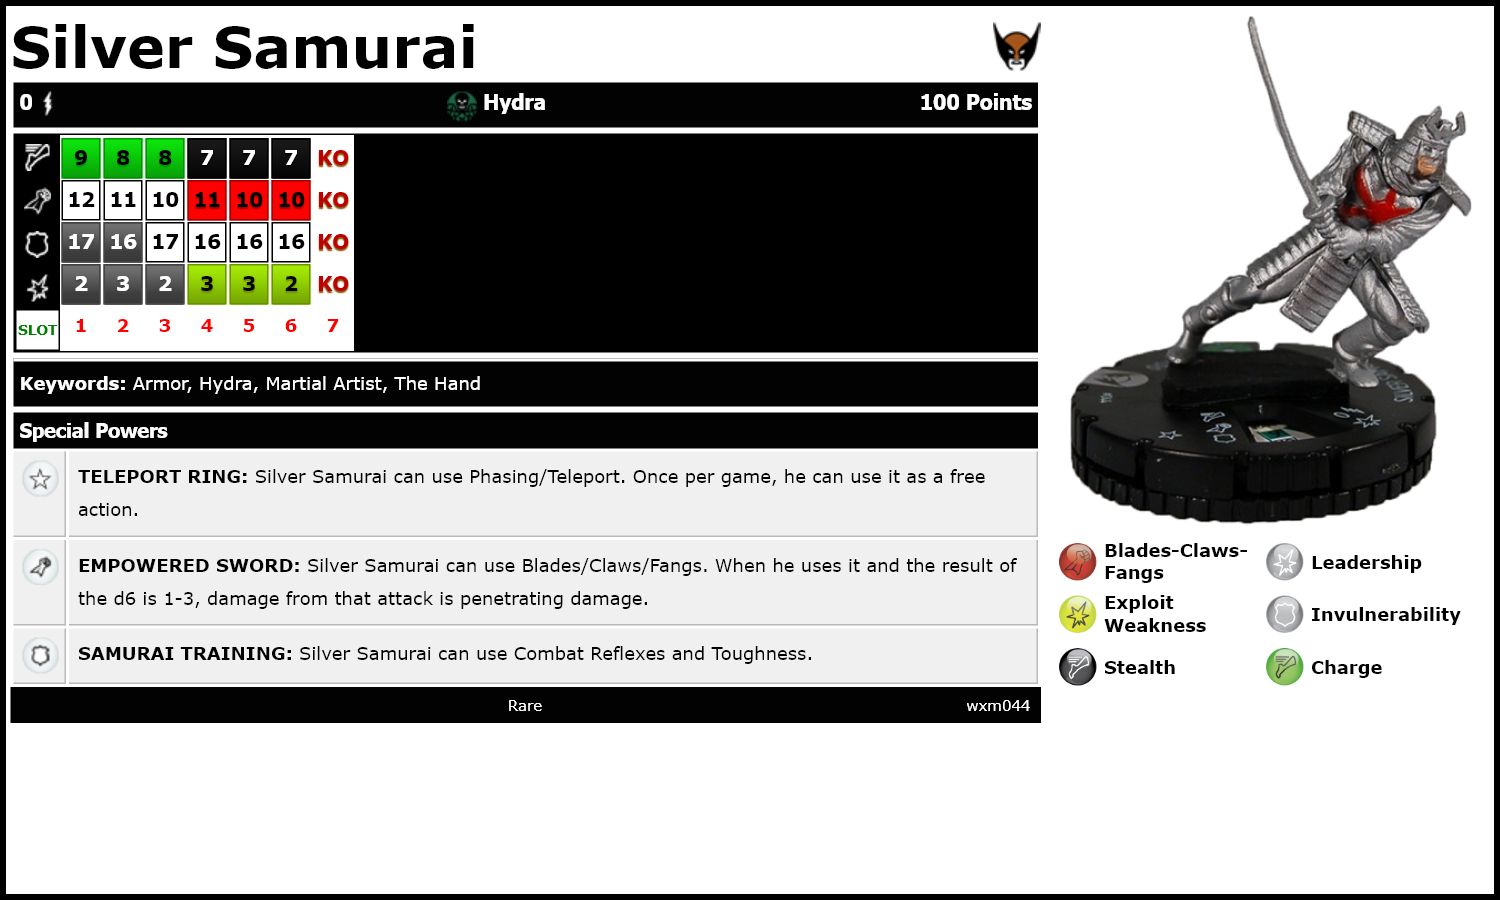 Silver Samurai
0 Hydra 100 Points
9 8 8 7 7 7 KO
12 11 10 11 10 10 KO
17 16 17 16 16 16 KO
2 3 2 3 3 2 KO
SLOT 1 2 3 4 5 6 7
Keywords: Armor, Hydra, Martial Artist, The Hand
Special Powers
TELEPORT RING: Silver Samurai can use Phasing/Teleport. Once per game, he can use it as a free
action.
EMPOWERED SWORD: Silver Samurai can use Blades/Claws/Fangs. When he uses it and the result of
the d6 is 1-3, damage from that attack is penetrating damage.
SAMURAI TRAINING: Silver Samurai can use Combat Reflexes and Toughness.
Rare wxm044
Blades-Claws-
Fangs
Leadership
Exploit
Weakness
Invulnerability
Stealth
Charge